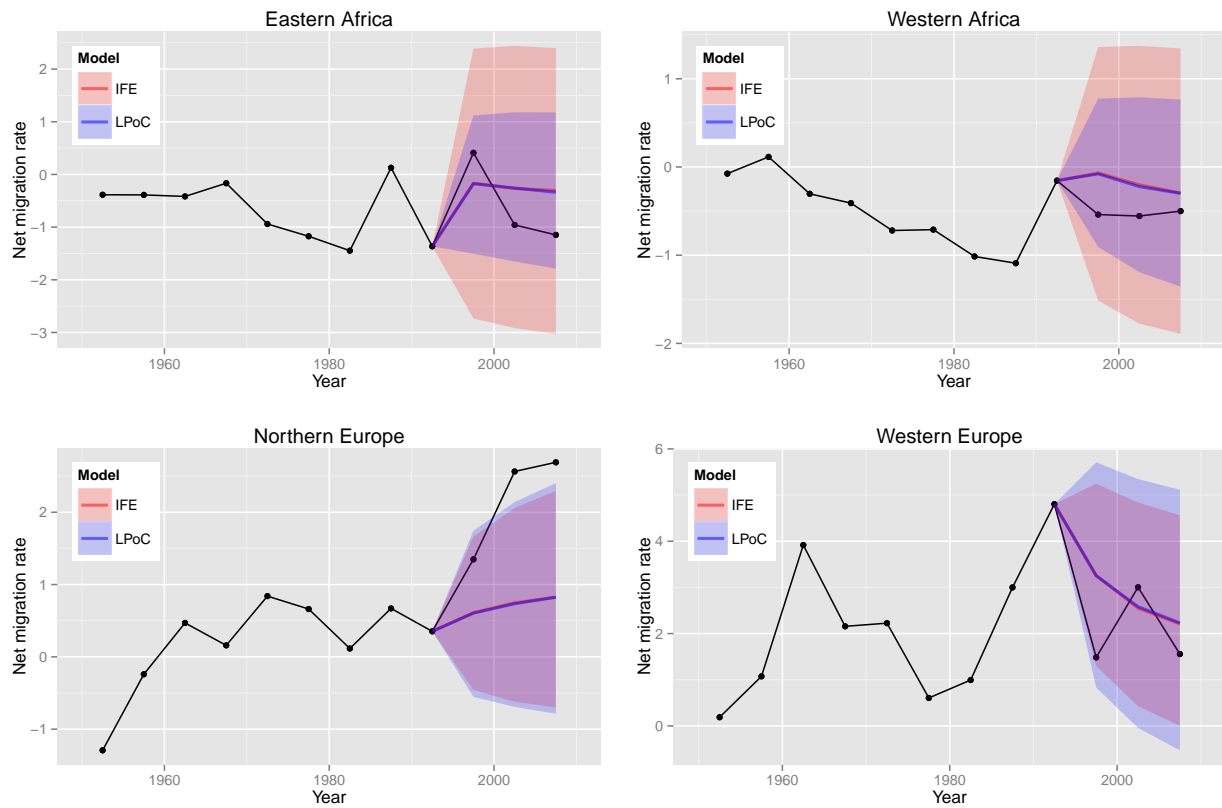 Eastern Africa
Model
IFE
LPoC
Net migration rate
2
1
0
−1
−2
−3
1960
1980
2000
Year
Western Africa
Model
IFE
LPoC
Net migration rate
1
0
−1
−2
1960
1980
2000
Year
Northern Europe
Model
IFE
LPoC
Net migration rate
2
1
0
−1
1960
1980
2000
Year
Western Europe
Model
IFE
LPoC
Net migration rate
6
4
2
0
1960
1980
2000
Year